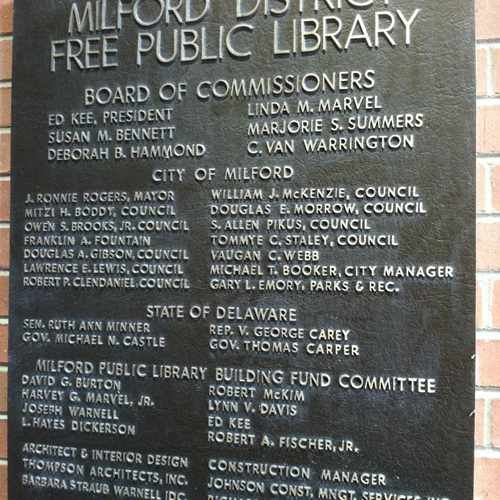 MILFORD DISTRICT
FREE PUBLIC LIBRARY
BOARD OF COMMISSIONERS
ED KEE, PRESIDENT
SUSAN M. BENNETT
DEBORAH B. HAMMOND
LINDA M. MARVEL
MARJORIE S. SUMMERS
C. VAN WARRINGTON
CITY OF MILFORD
J. RONNIE ROGERS, MAYOR
MITZI H. BODDY, COUNCIL
OWEN S. BROOKS, JR. COUNCIL
FRANKLIN A. FOUNTAIN
DOUGLAS A. GIBSON, COUNCIL
LAWRENCE E. LEWIS, COUNCIL
ROBERT P. CLENDANIEL, COUNCIL
WILLIAM J. McKENZIE, COUNCIL
DOUGLAS E. MORROW, COUNCIL
S. ALLEN PIKUS, COUNCIL
TOMMYE C. STALEY, COUNCIL
VAUGAN C. WEBB
MICHAEL T. BOOKER, CITY MANAGER
GARY L. EMORY, PARKS & REC.
STATE OF DELAWARE
SEN. RUTH ANN MINNER
GOV. MICHAEL N. CASTLE
REP. V. GEORGE CAREY
GOV. THOMAS CARPER
MILFORD PUBLIC LIBRARY BUILDING FUND COMMITTEE
DAVID G. BURTON
HARVEY G. MARVEL, JR.
JOSEPH WARNELL
L. HAYES DICKERSON
ROBERT McKIM
LYNN V. DAVIS
ED KEE
ROBERT A. FISCHER, JR.
ARCHITECT & INTERIOR DESIGN
THOMPSON ARCHITECTS, INC.
BARBARA STRAUB WARNELL IDC
CONSTRUCTION MANAGER
JOHNSON CONST. MNGT. SERVICES INC.